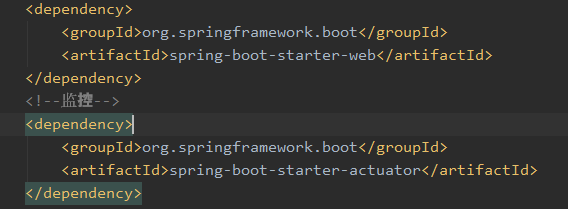 <dependency>
<groupId>org.springframework.boot</groupId>
<artifactId>spring-boot-starter-web</artifactId>
</dependency>
<!--监控-->
<dependency>
<groupId>org.springframework.boot</groupId>
<artifactId>spring-boot-starter-actuator</artifactId>
</dependency>